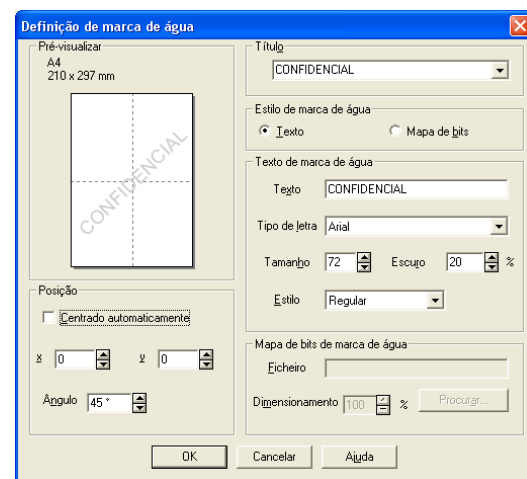 Definição de marca de água
Pré-visualizar
A4
210 x 297 mm
CONFIDENCIAL
Posição
Centrado automaticamente
x 0 y 0
Ângulo 45 °
Título
CONFIDENCIAL
Estilo de marca de água
Texto Mapa de bits
Texto de marca de água
Texto CONFIDENCIAL
Tipo de letra Arial
Tamanho 72 Escuro 20 %
Estilo Regular
Mapa de bits de marca de água
Ficheiro
Dimensionamento 100 % Procurar...
OK Cancelar Ajuda